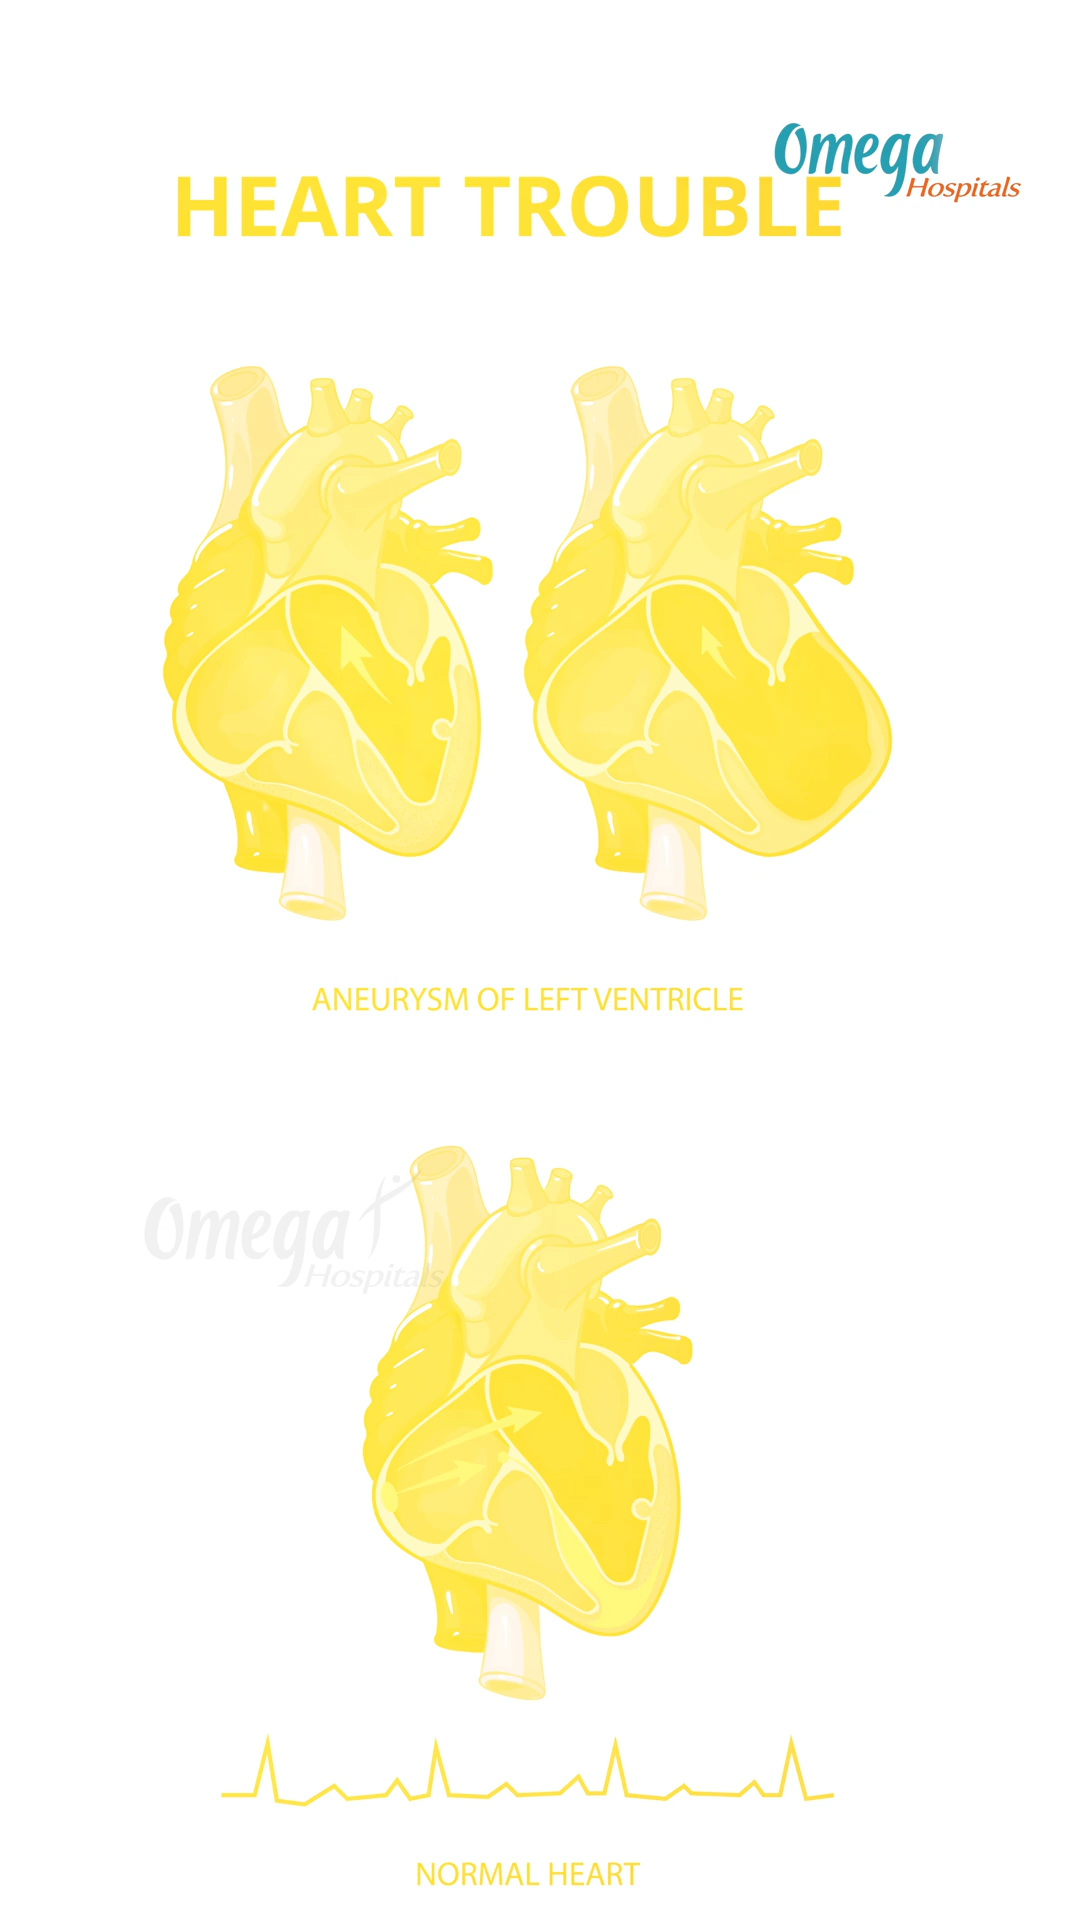 Omega
Hospitals
HEART TROUBLE
ANEURYSM OF LEFT VENTRICLE
Omega
Hospitals
NORMAL HEART